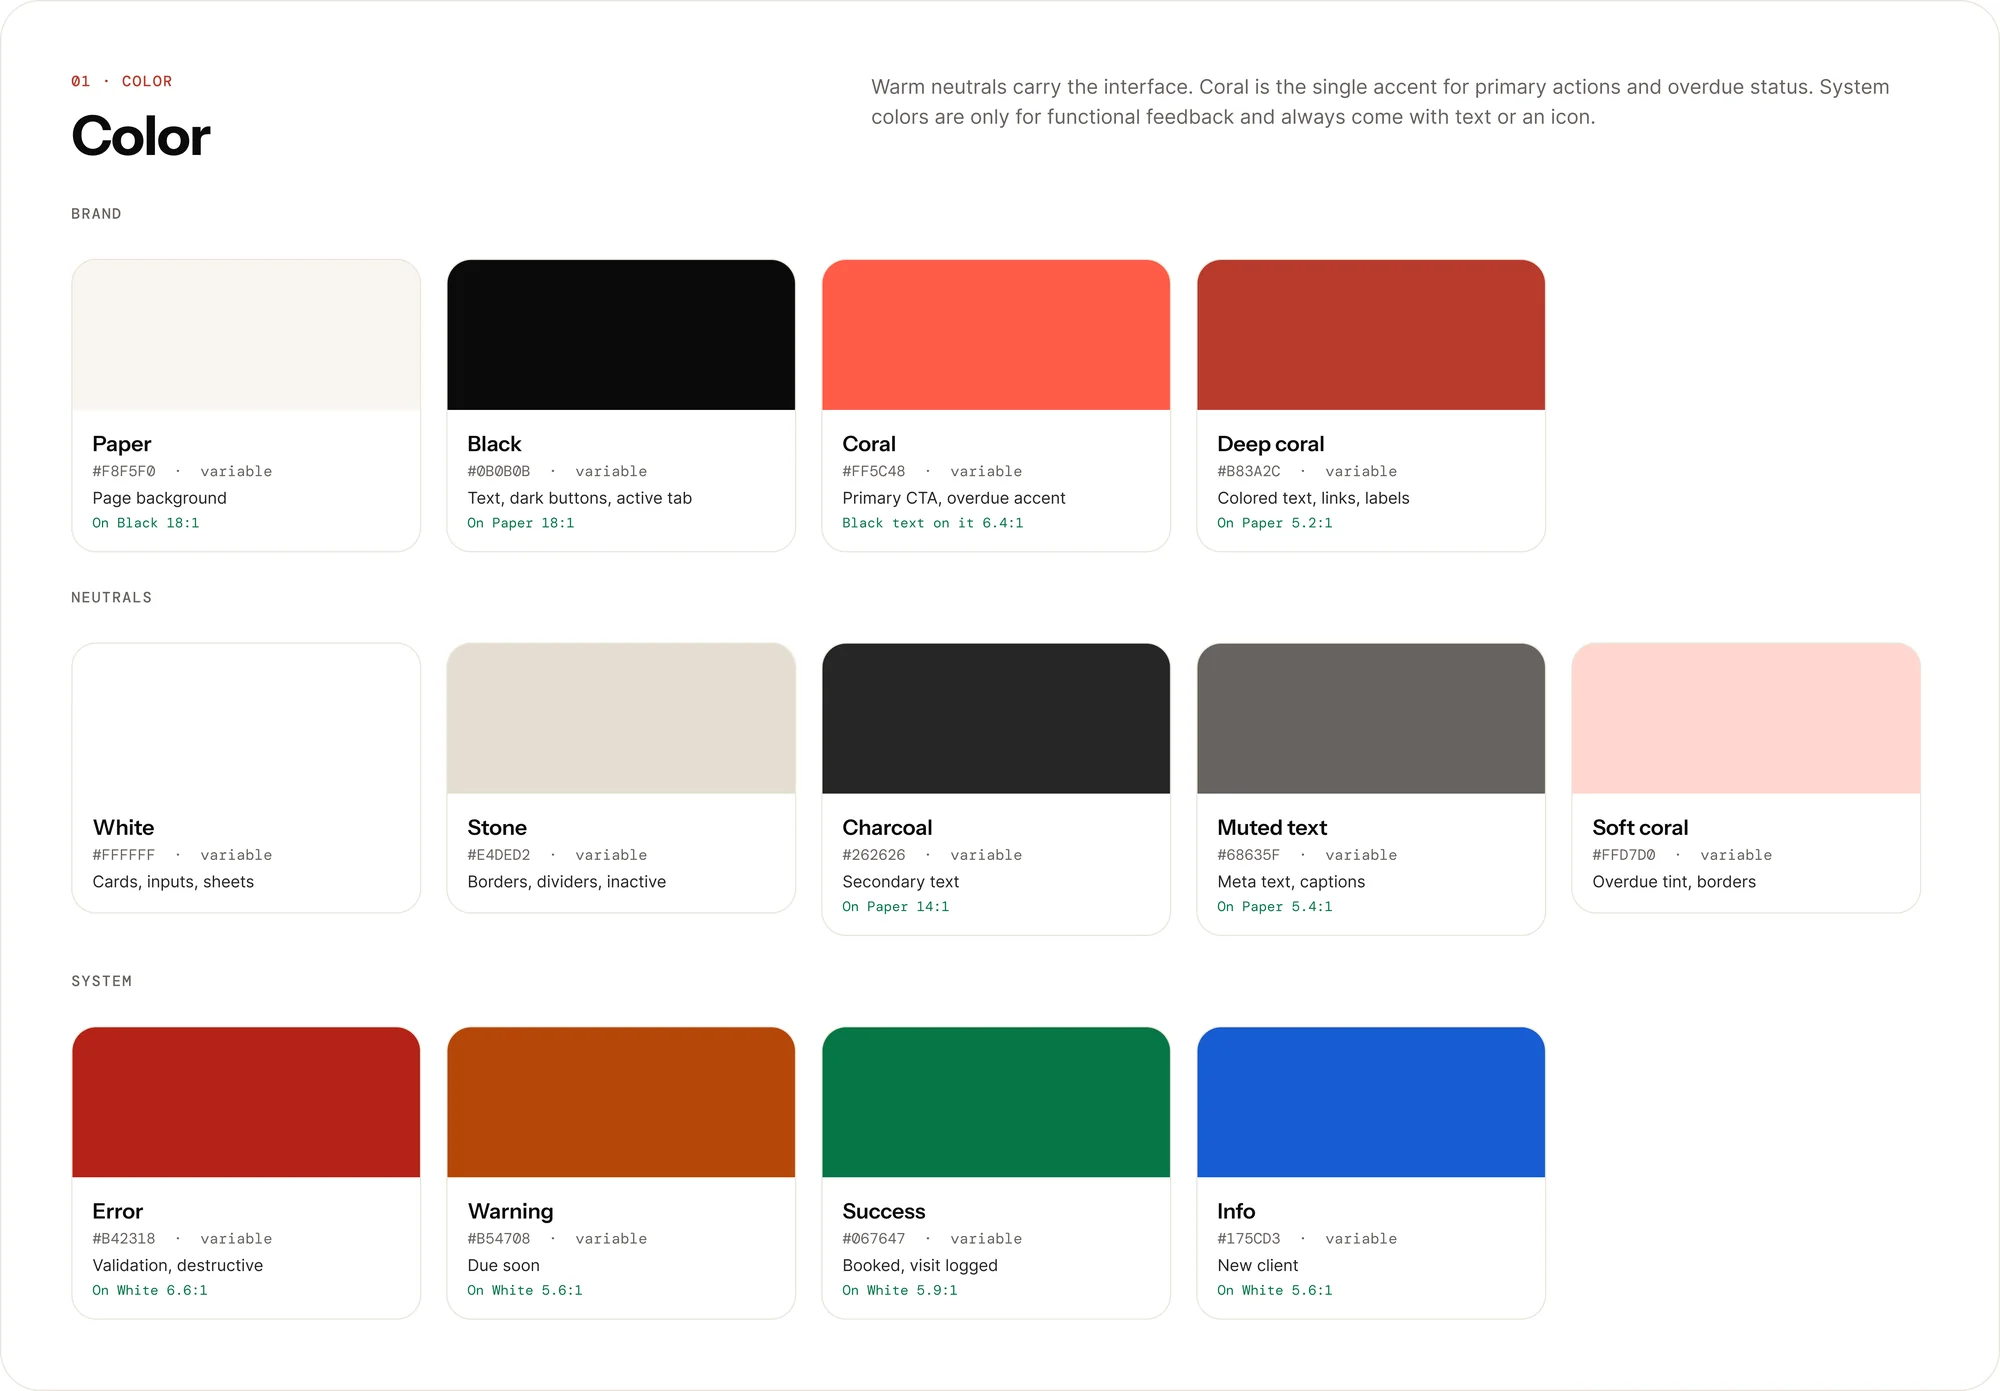 01 · COLOR
Color
Warm neutrals carry the interface. Coral is the single accent for primary actions and overdue status. System
colors are only for functional feedback and always come with text or an icon.
BRAND
Paper
#F8F5F0 · variable
Page background
On Black 18:1
Black
#0B0B0B · variable
Text, dark buttons, active tab
On Paper 18:1
Coral
#FF5C48 · variable
Primary CTA, overdue accent
Black text on it 6.4:1
Deep coral
#B83A2C · variable
Colored text, links, labels
On Paper 5.2:1
NEUTRALS
White
#FFFFFF · variable
Cards, inputs, sheets
Stone
#E4DED2 · variable
Borders, dividers, inactive
Charcoal
#262626 · variable
Secondary text
On Paper 14:1
Muted text
#68635F · variable
Meta text, captions
On Paper 5.4:1
Soft coral
#FFD7D0 · variable
Overdue tint, borders
SYSTEM
Error
#B42318 · variable
Validation, destructive
On White 6.6:1
Warning
#B54708 · variable
Due soon
On White 5.6:1
Success
#067647 · variable
Booked, visit logged
On White 5.9:1
Info
#175CD3 · variable
New client
On White 5.6:1